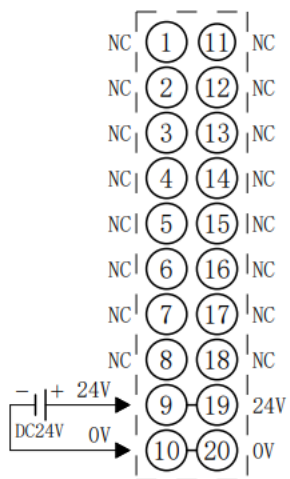 NC 1 11 NC
NC 2 12 NC
NC 3 13 NC
NC 4 14 NC
NC 5 15 NC
NC 6 16 NC
NC 7 17 NC
NC 8 18 NC
- + 24V 9 19 24V
DC24V 0V 10 20 0V